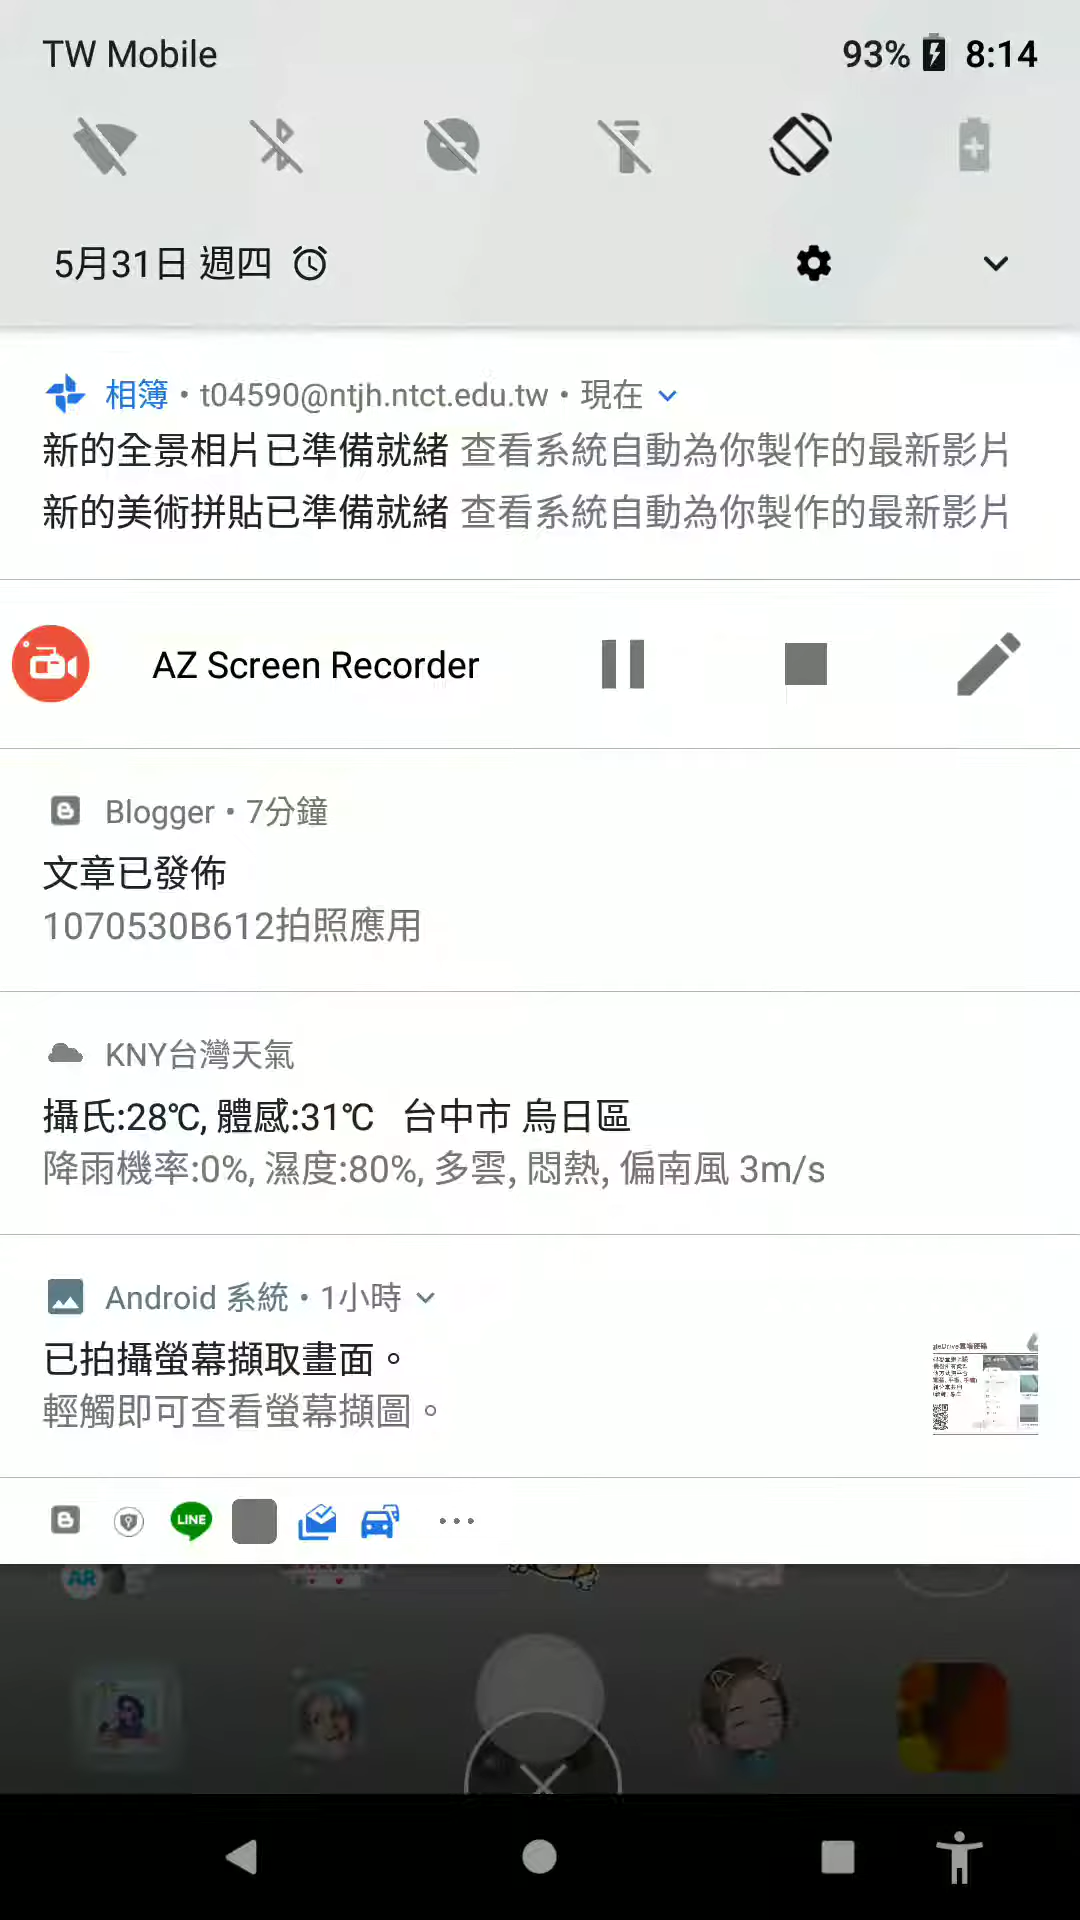 TW Mobile
93% 8:14
5月31日 週四
相簿 • t04590@ntjh.ntct.edu.tw • 現在
新的全景相片已準備就緒 查看系統自動為你製作的最新影片
新的美術拼貼已準備就緒 查看系統自動為你製作的最新影片
AZ Screen Recorder
Blogger • 7分鐘
文章已發佈
1070530B612拍照應用
KNY台灣天氣
攝氏:28℃, 體感:31℃ 台中市 烏日區
降雨機率:0%, 濕度:80%, 多雲, 悶熱, 偏南風 3m/s
Android 系統 • 1小時
已拍攝螢幕擷取畫面。
輕觸即可查看螢幕擷圖。
LINE
AR